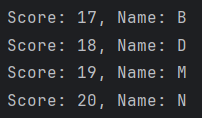 Score: 17, Name: B
Score: 18, Name: D
Score: 19, Name: M
Score: 20, Name: N